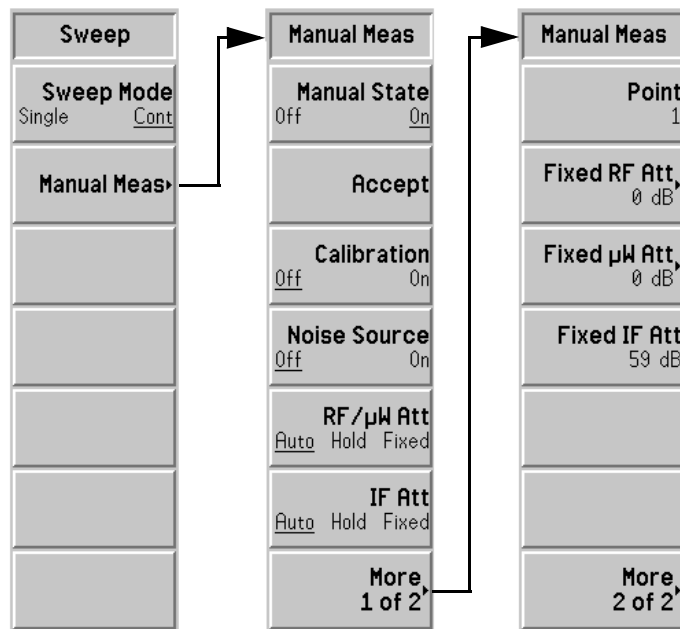 Sweep
Sweep Mode
Single Cont
Manual Meas
Manual Meas
Manual State
Off On
Accept
Calibration
Off On
Noise Source
Off On
RF/µW Att
Auto Hold Fixed
IF Att
Auto Hold Fixed
More
1 of 2
Manual Meas
Point
1
Fixed RF Att
0 dB
Fixed µW Att
0 dB
Fixed IF Att
59 dB
More
2 of 2